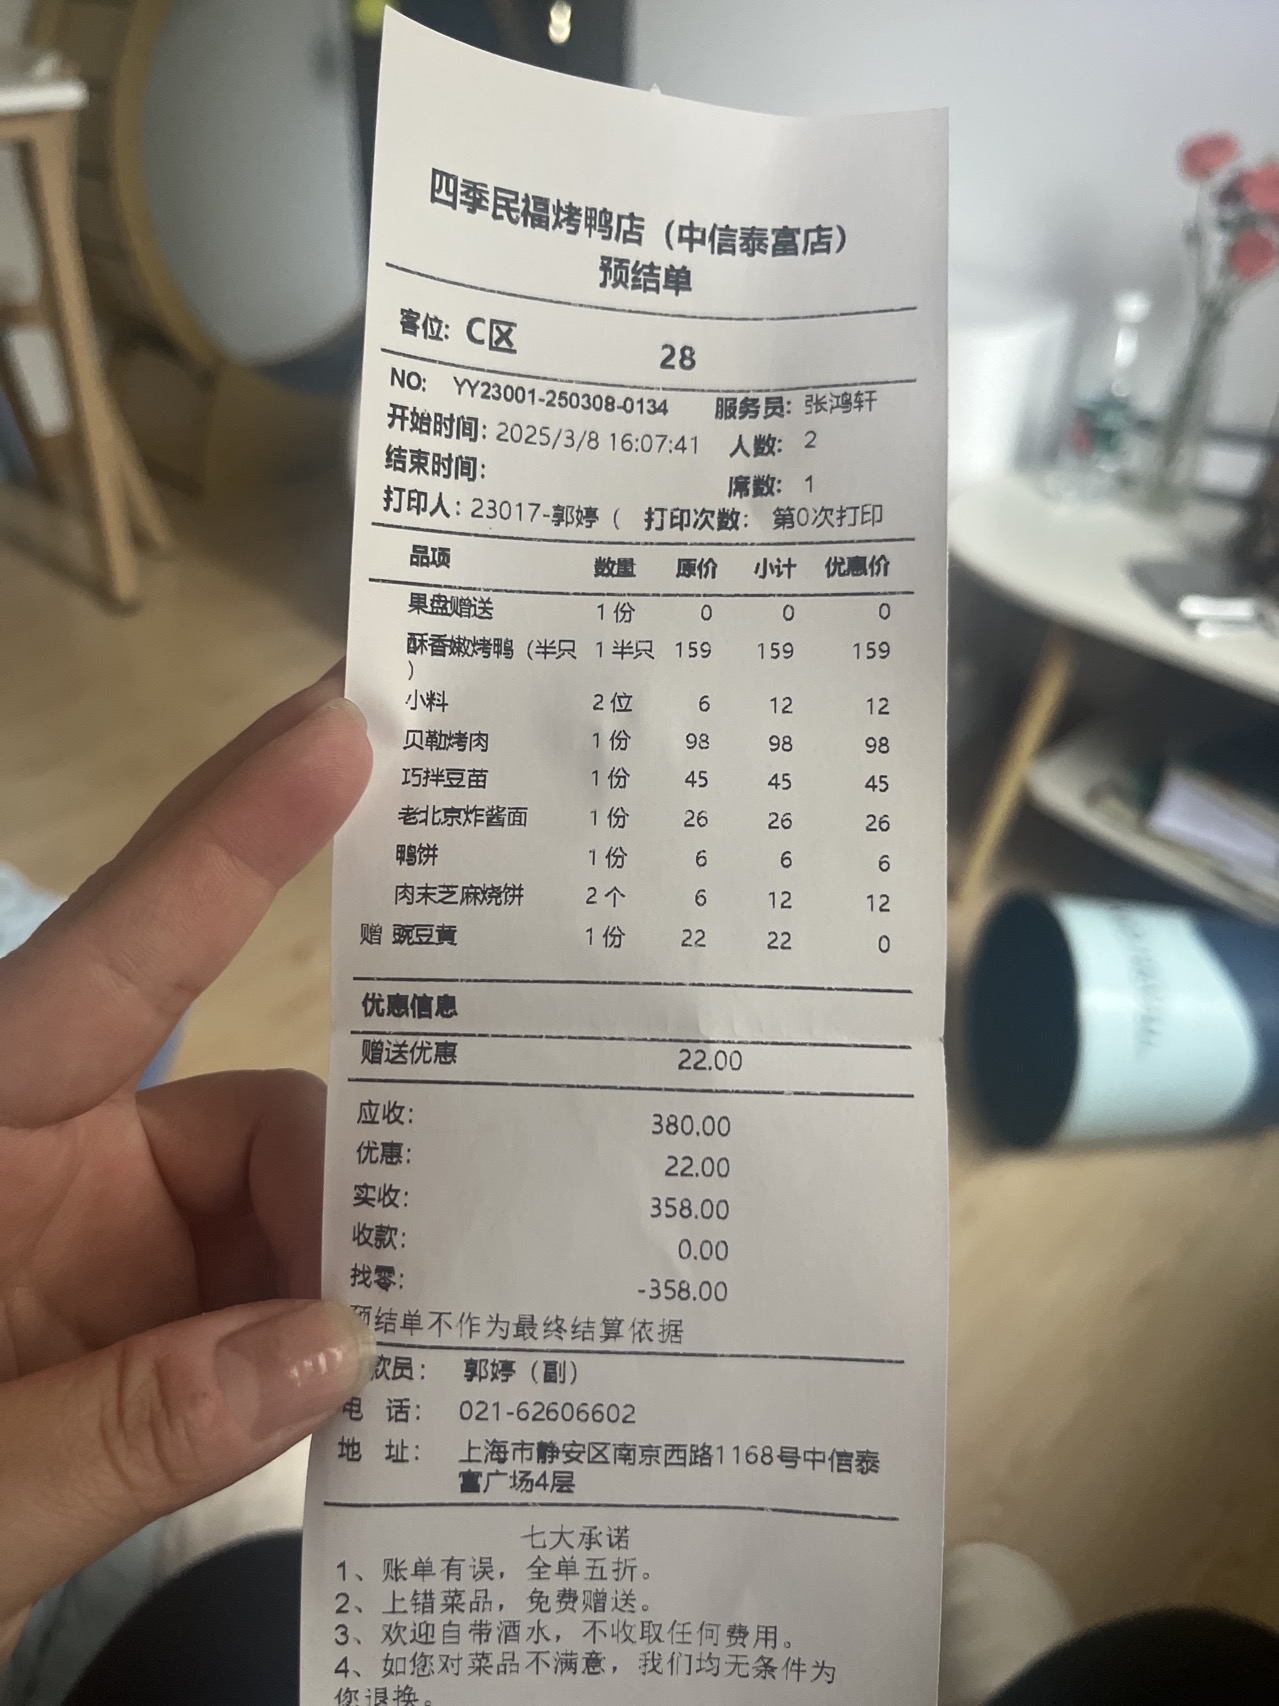 四季民福烤鸭店（中信泰富店）
预结单
客位: C区 28
NO: YY23001-250308-0134 服务员: 张鸿轩
开始时间: 2025/3/8 16:07:41 人数: 2
结束时间: 席数: 1
打印人: 23017-郭婷（ 打印次数: 第0次打印
品项 数量 原价 小计 优惠价
果盘赠送 1 份 0 0 0
酥香嫩烤鸭（半只 1 半只 159 159 159
）
小料 2 位 6 12 12
贝勒烤肉 1 份 98 98 98
巧拌豆苗 1 份 45 45 45
老北京炸酱面 1 份 26 26 26
鸭饼 1 份 6 6 6
肉末芝麻烧饼 2 个 6 12 12
赠 豌豆黄 1 份 22 22 0
优惠信息
赠送优惠 22.00
应收: 380.00
优惠: 22.00
实收: 358.00
收款: 0.00
找零: -358.00
预结单不作为最终结算依据
款员: 郭婷（副）
电 话: 021-62606602
地 址: 上海市静安区南京西路1168号中信泰
富广场4层
七大承诺
1、账单有误，全单五折。
2、上错菜品，免费赠送。
3、欢迎自带酒水，不收取任何费用。
4、如您对菜品不满意，我们均无条件为
您退换。